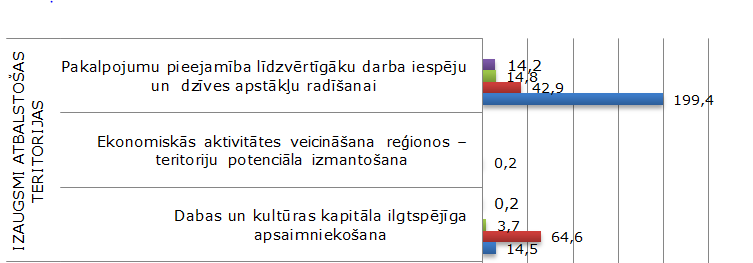 IZAUGSMI ATBALSTOŠAS
TERITORIJAS
Pakalpojumu pieejamība līdzvērtīgāku darba iespēju
un dzīves apstākļu radīšanai
14,2
14,8
42,9
199,4
Ekonomiskās aktivitātes veicināšana reģionos –
teritoriju potenciāla izmantošana
0,2
Dabas un kultūras kapitāla ilgtspējīga
apsaimniekošana
0,2
3,7
64,6
14,5